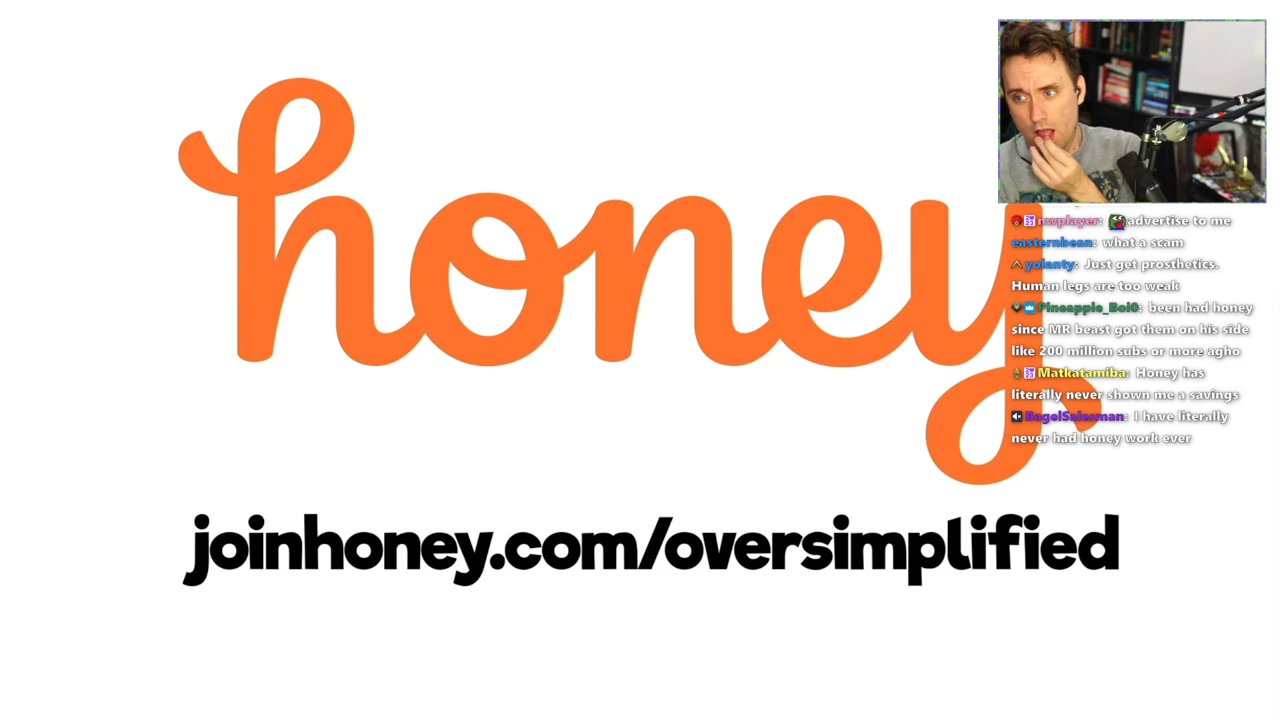 honey
joinhoney.com/oversimplified
nwplayer: advertise to me
easternbean: what a scam
yolanty: Just get prosthetics.
Human legs are too weak
Pineapple_Boi0: been had honey
since MR beast got them on his side
like 200 million subs or more agho
Matkatamiba: Honey has
literally never shown me a savings
BagelSalesman: I have literally
never had honey work ever